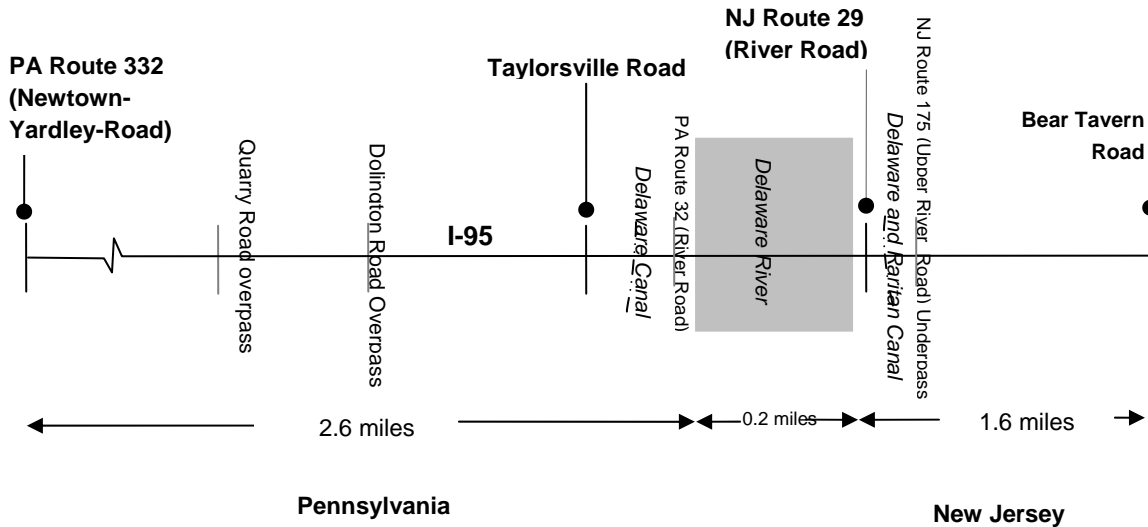 PA Route 332
(Newtown-
Yardley-Road)
Quarry Road overpass
Dolington Road Overpass
I-95
Taylorsville Road
Delaware Canal
PA Route 32 (River Road)
Delaware River
NJ Route 29
(River Road)
Delaware and Raritan Canal
NJ Route 175 (Upper River Road) Underpass
Bear Tavern
Road
2.6 miles
0.2 miles
1.6 miles
Pennsylvania
New Jersey